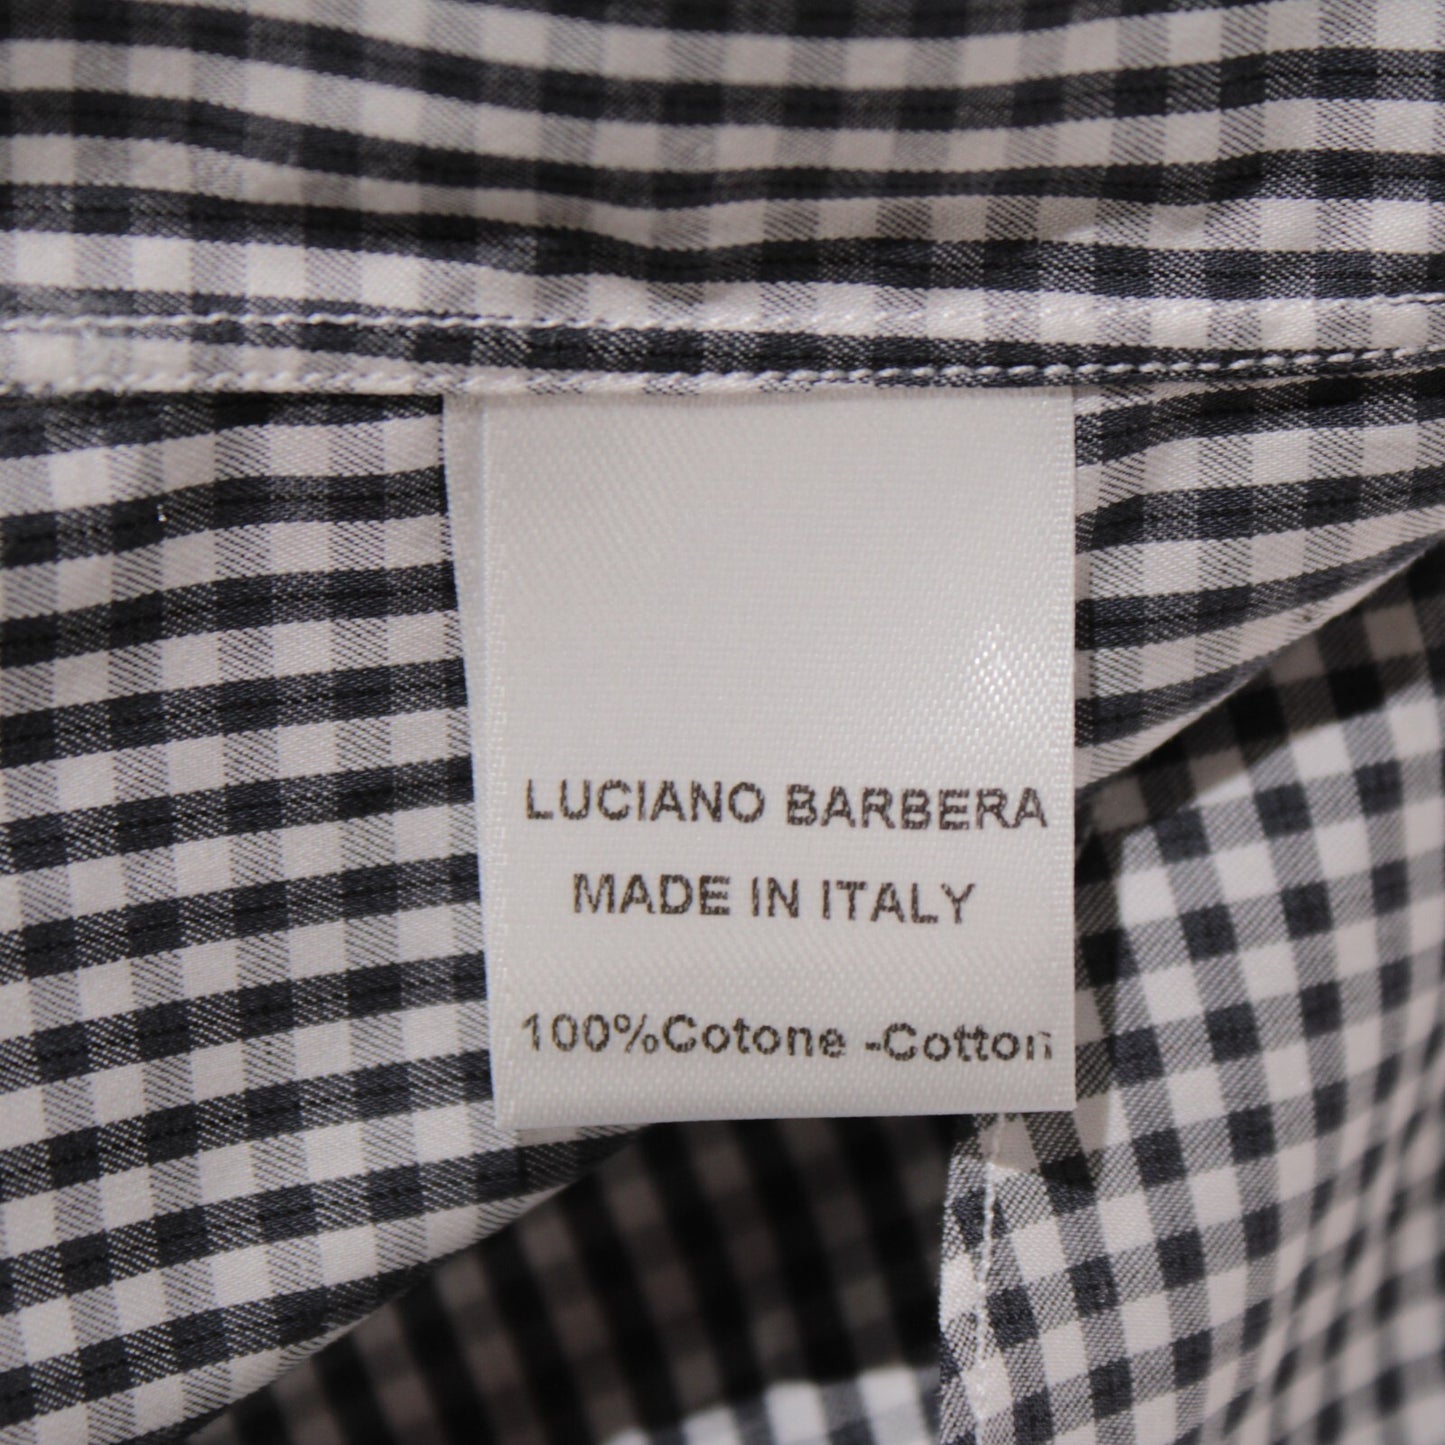 LUCIANO BARBERA
MADE IN ITALY
100%Cotone -Cotton